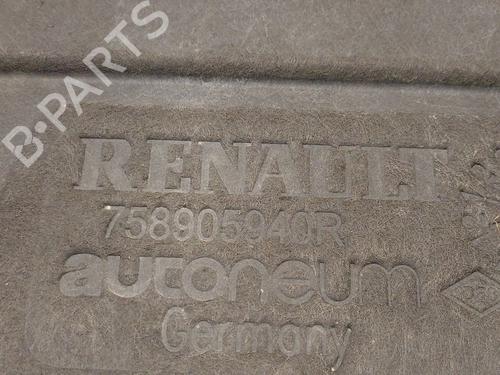 B-PARTS
RENAULT
758905940R
autoneum
Germany